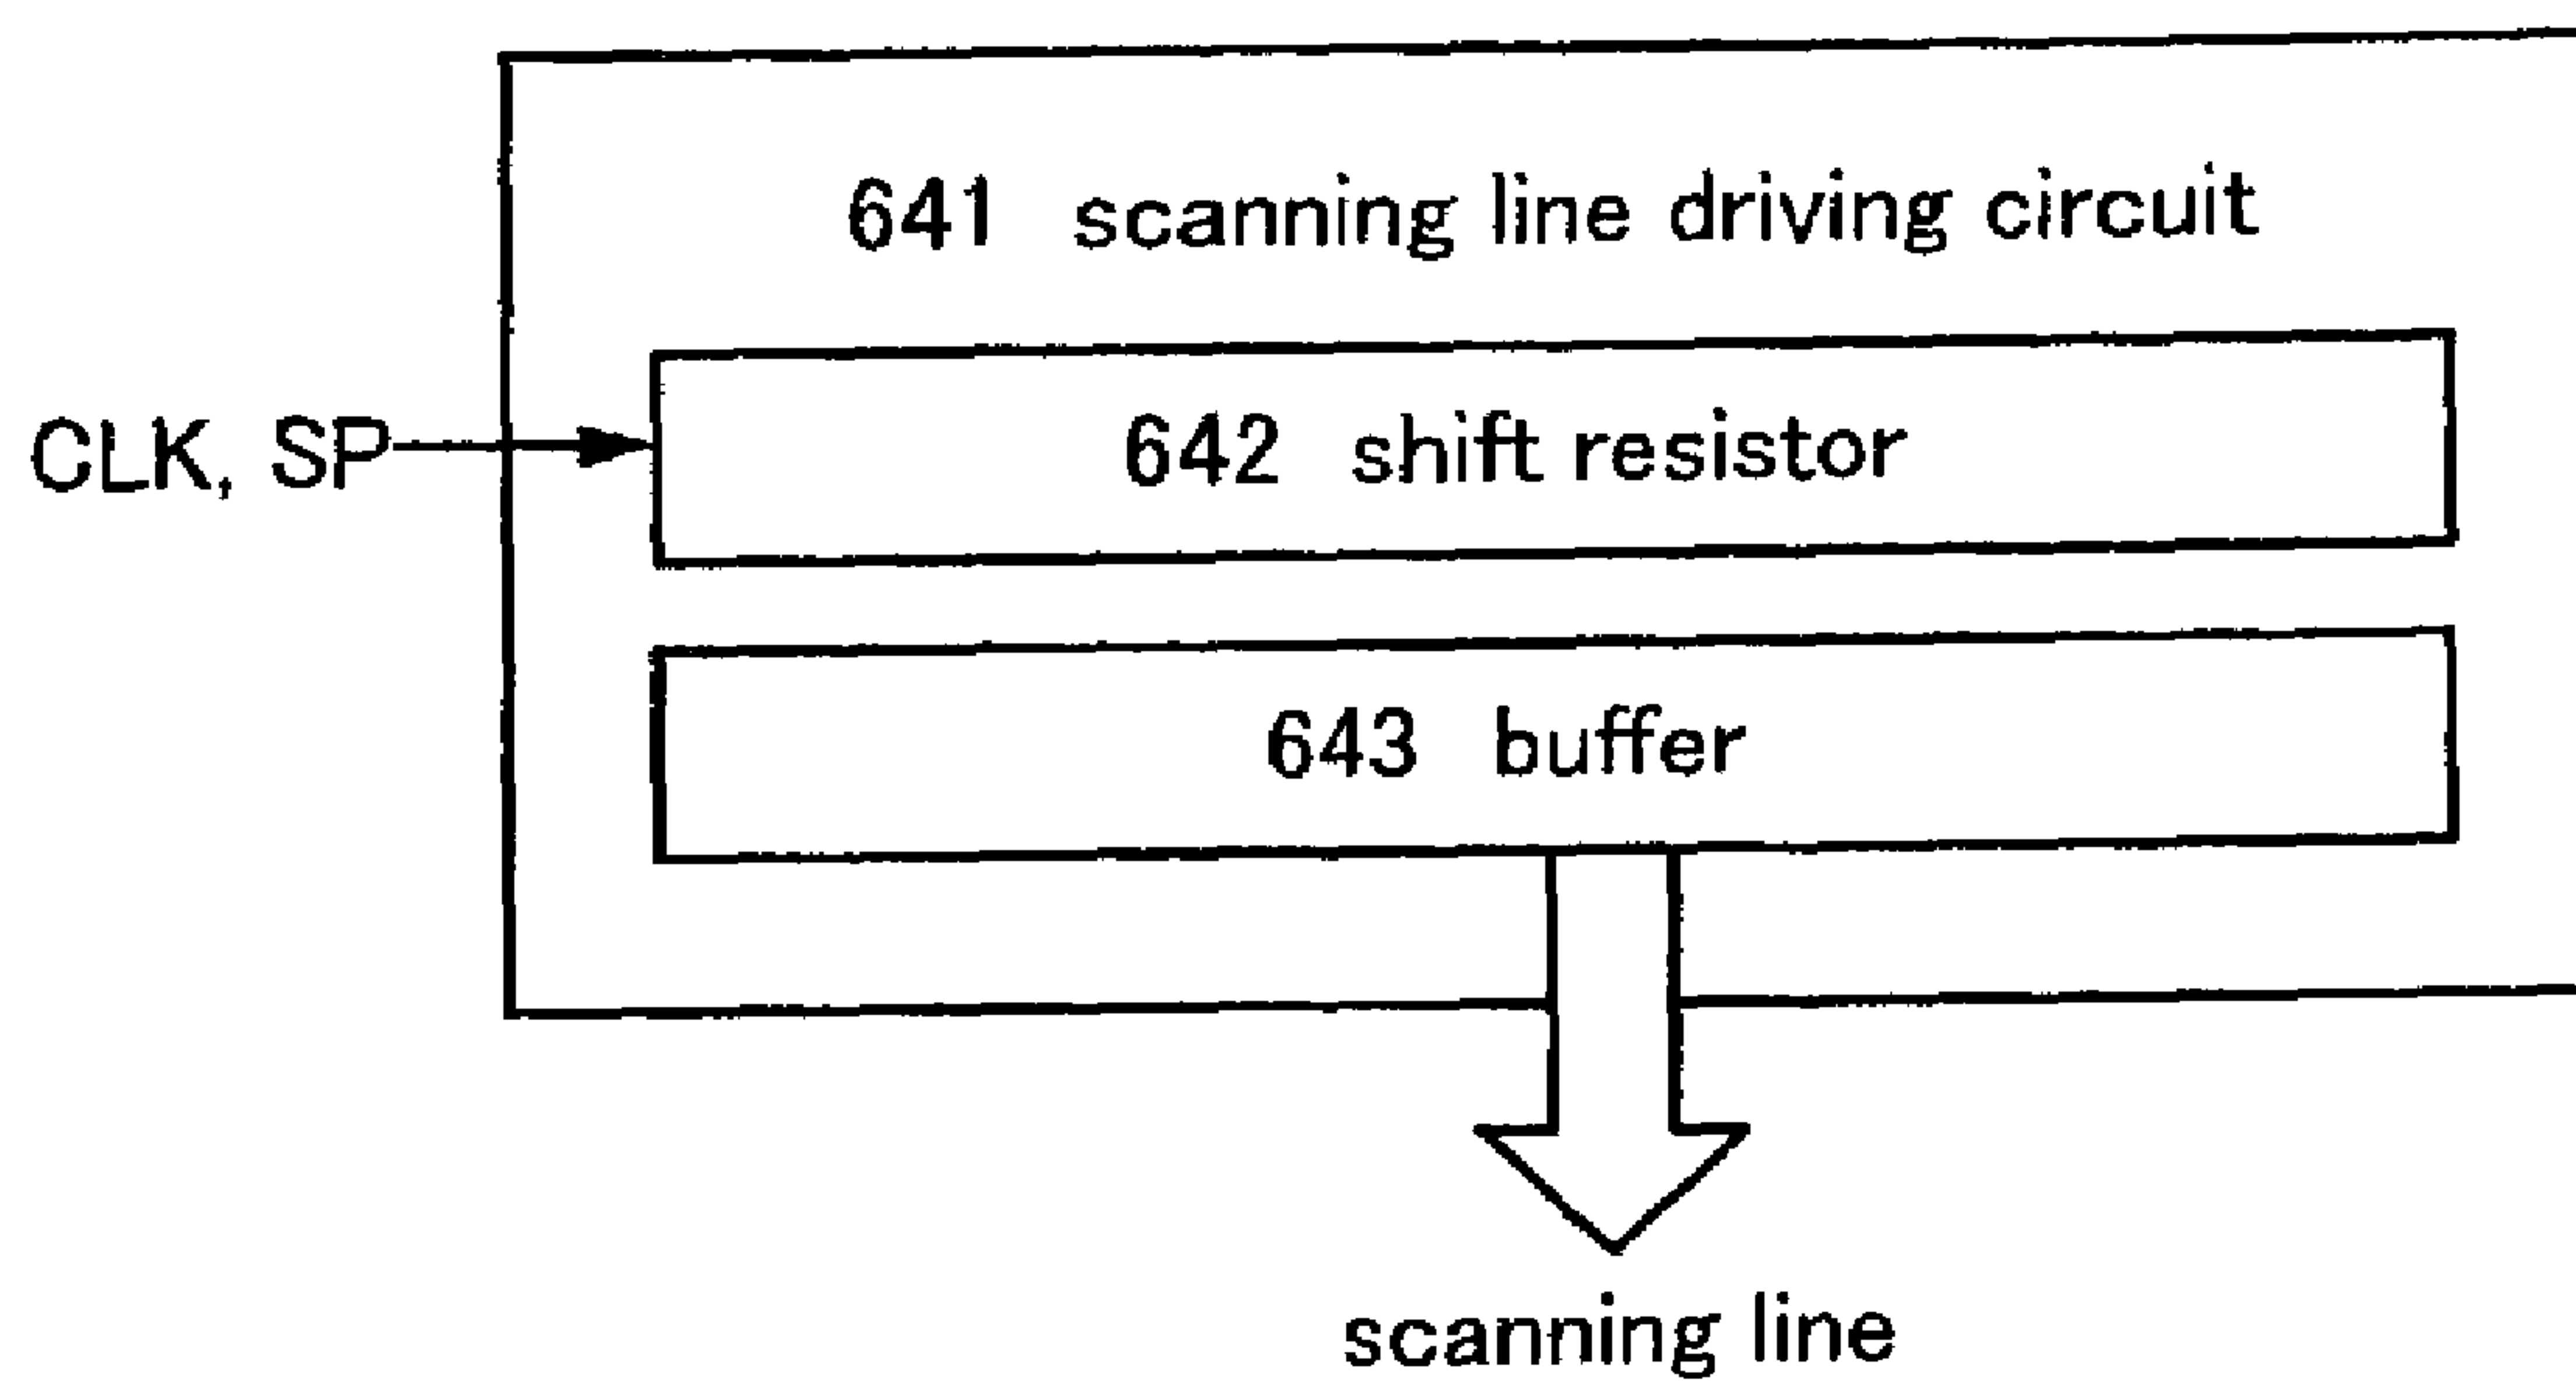 641 scanning line driving circuit
CLK, SP
642 shift resistor
643 buffer
scanning line